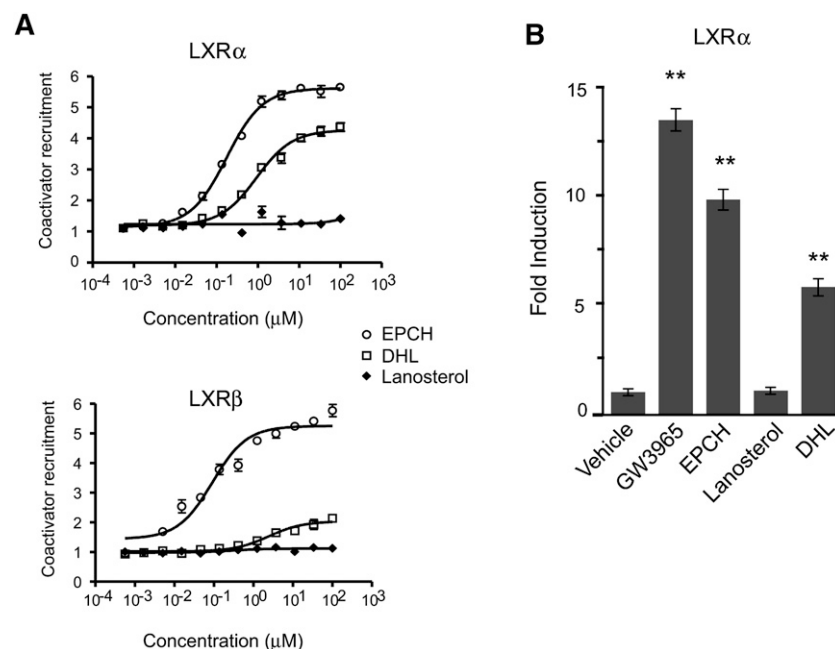 A
LXRα
Coactivator recruitment
6
5
4
3
2
1
0
10⁻⁴ 10⁻³ 10⁻² 10⁻¹ 10⁰ 10¹ 10² 10³
Concentration (μM)
EPCH
DHL
Lanosterol
LXRβ
Coactivator recruitment
6
5
4
3
2
1
0
10⁻⁴ 10⁻³ 10⁻² 10⁻¹ 10⁰ 10¹ 10² 10³
Concentration (μM)
B
LXRα
Fold Induction
15
10
5
0
**
**
**
Vehicle
GW3965
EPCH
Lanosterol
DHL